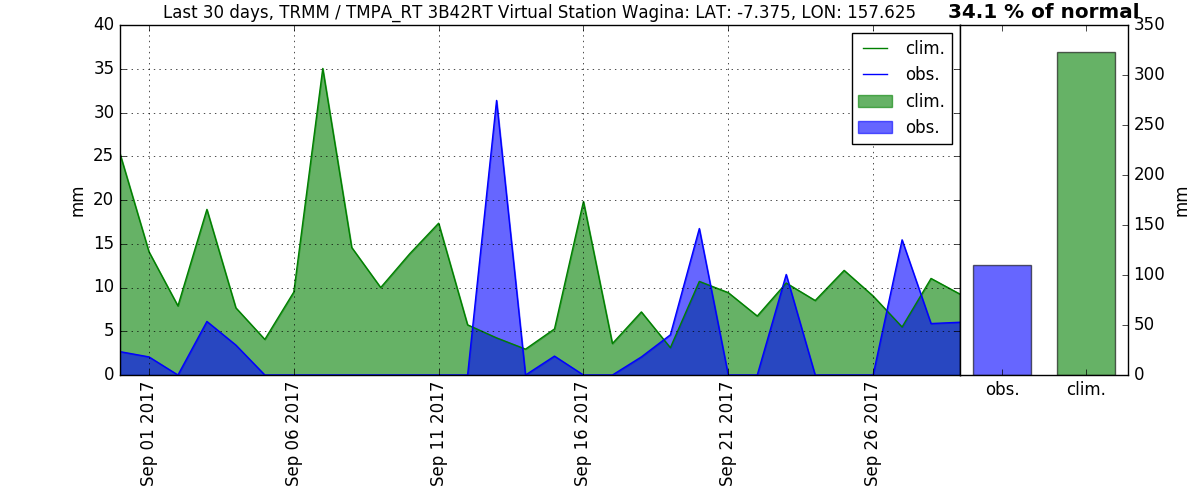 Last 30 days, TRMM / TMPA_RT 3B42RT Virtual Station Wagina: LAT: -7.375, LON: 157.625
34.1 % of normal
40
35
30
25
20
15
10
5
0
mm
clim.
obs.
clim.
obs.
Sep 01 2017
Sep 06 2017
Sep 11 2017
Sep 16 2017
Sep 21 2017
Sep 26 2017
350
300
250
200
150
100
50
0
mm
obs.
clim.